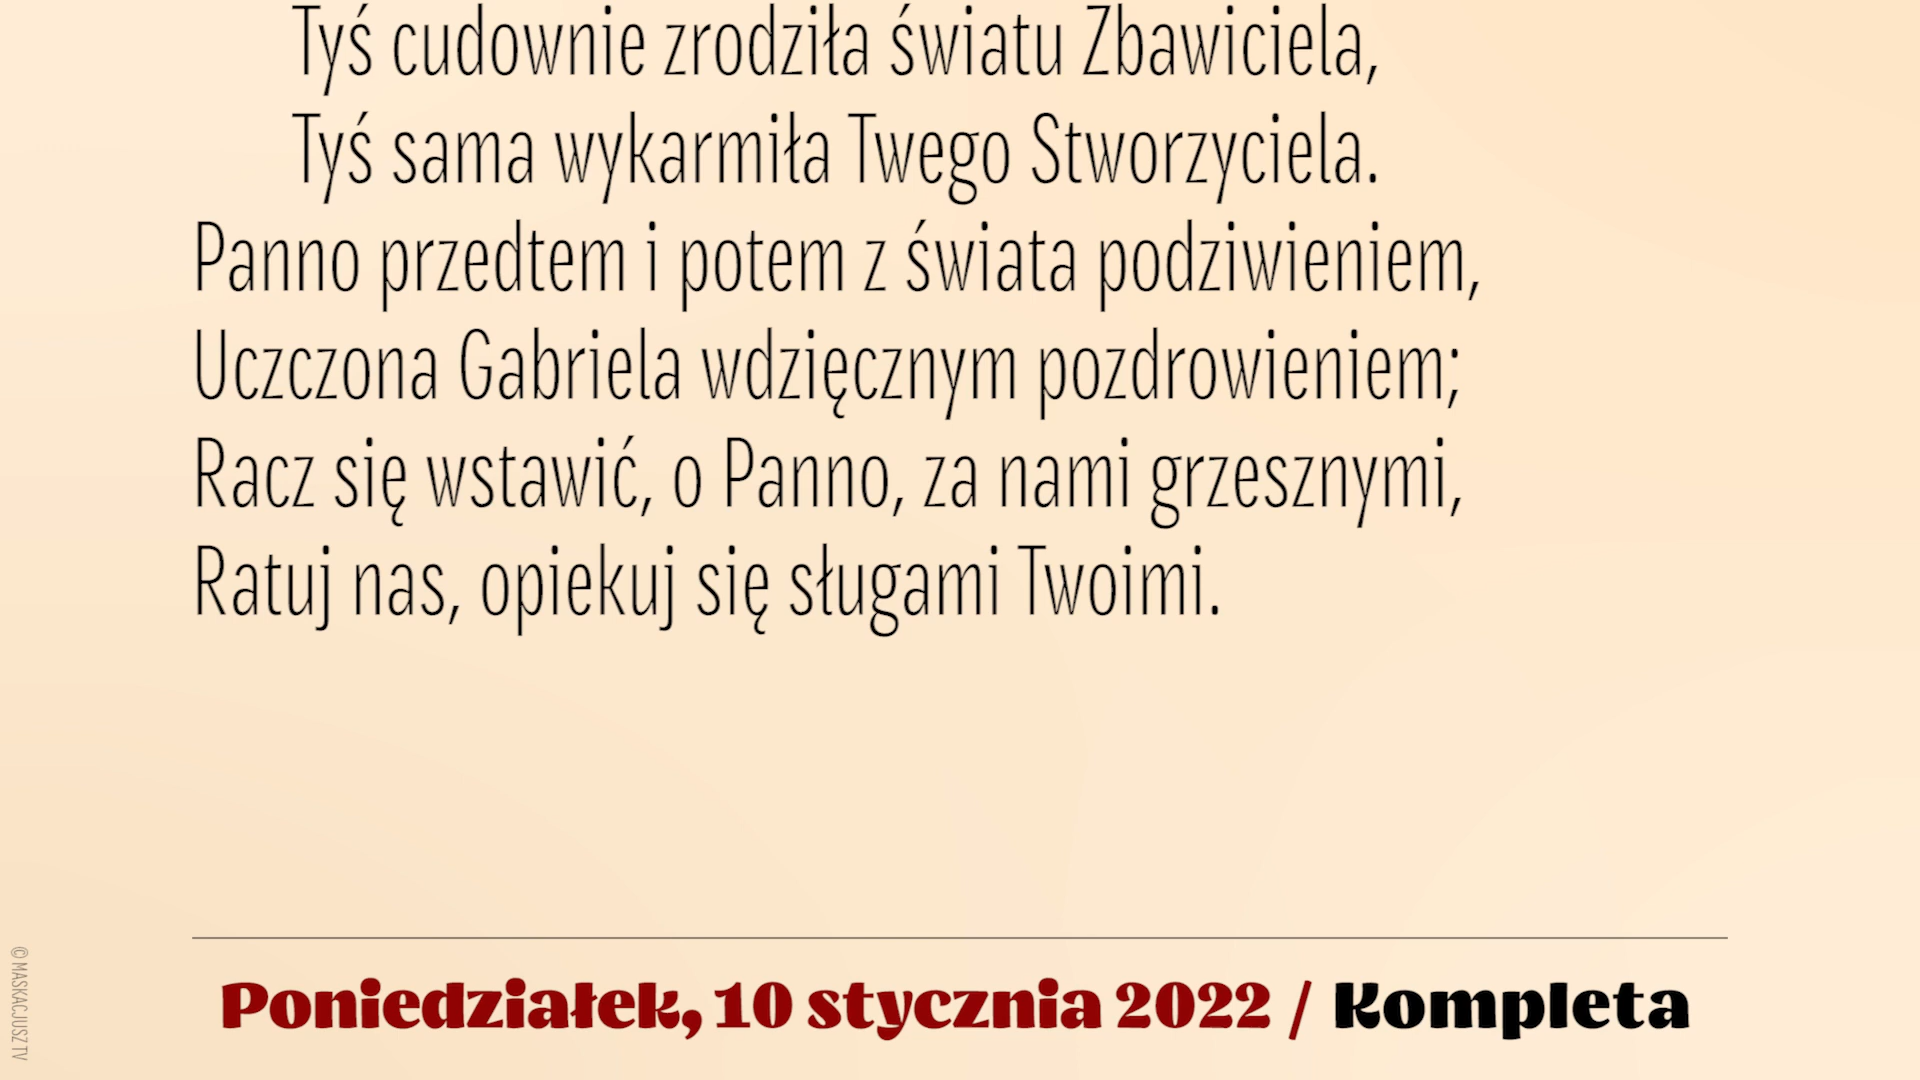 Tyś cudownie zrodziła światu Zbawiciela,
Tyś sama wykarmiła Twego Stworzyciela.
Panno przedtem i potem z świata podziwieniem,
Uczczona Gabriela wdzięcznym pozdrowieniem;
Racz się wstawić, o Panno, za nami grzesznymi,
Ratuj nas, opiekuj się sługami Twoimi.
© MASKACJUSZ TV
Poniedziałek, 10 stycznia 2022 / Kompleta